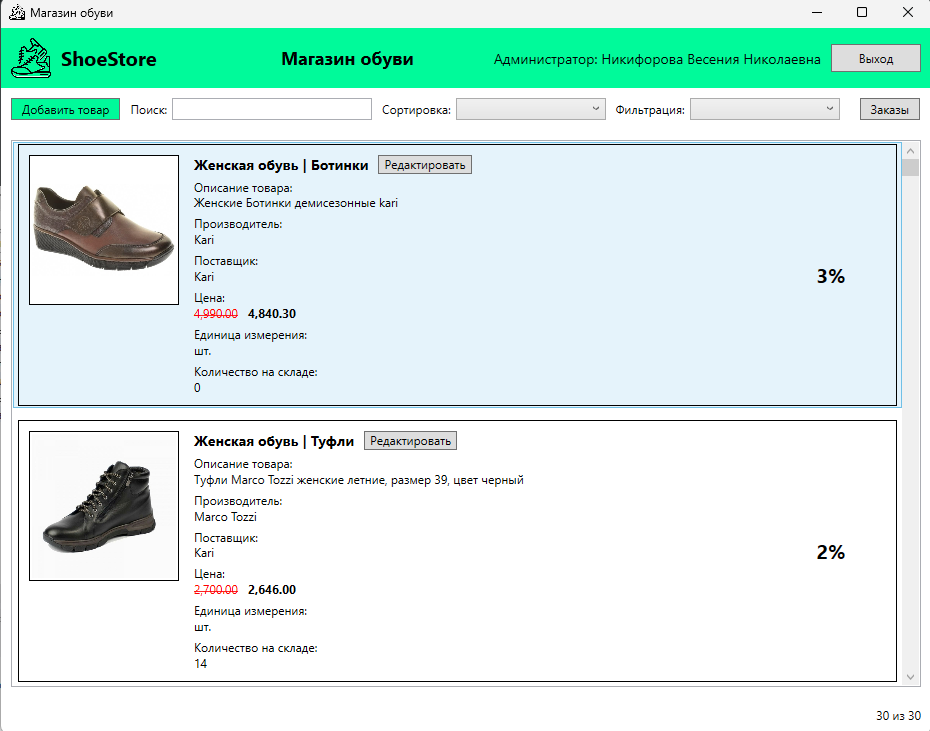 Магазин обуви
ShoeStore
Магазин обуви
Администратор: Никифорова Весения Николаевна
Выход
Добавить товар
Поиск:
Сортировка:
Фильтрация:
Заказы
Женская обувь | Ботинки
Редактировать
Описание товара:
Женские Ботинки демисезонные kari
Производитель:
Kari
Поставщик:
Kari
Цена:
4,990.00 4,840.30
Единица измерения:
шт.
Количество на складе:
0
3%
Женская обувь | Туфли
Редактировать
Описание товара:
Туфли Marco Tozzi женские летние, размер 39, цвет черный
Производитель:
Marco Tozzi
Поставщик:
Kari
Цена:
2,700.00 2,646.00
Единица измерения:
шт.
Количество на складе:
14
2%
30 из 30